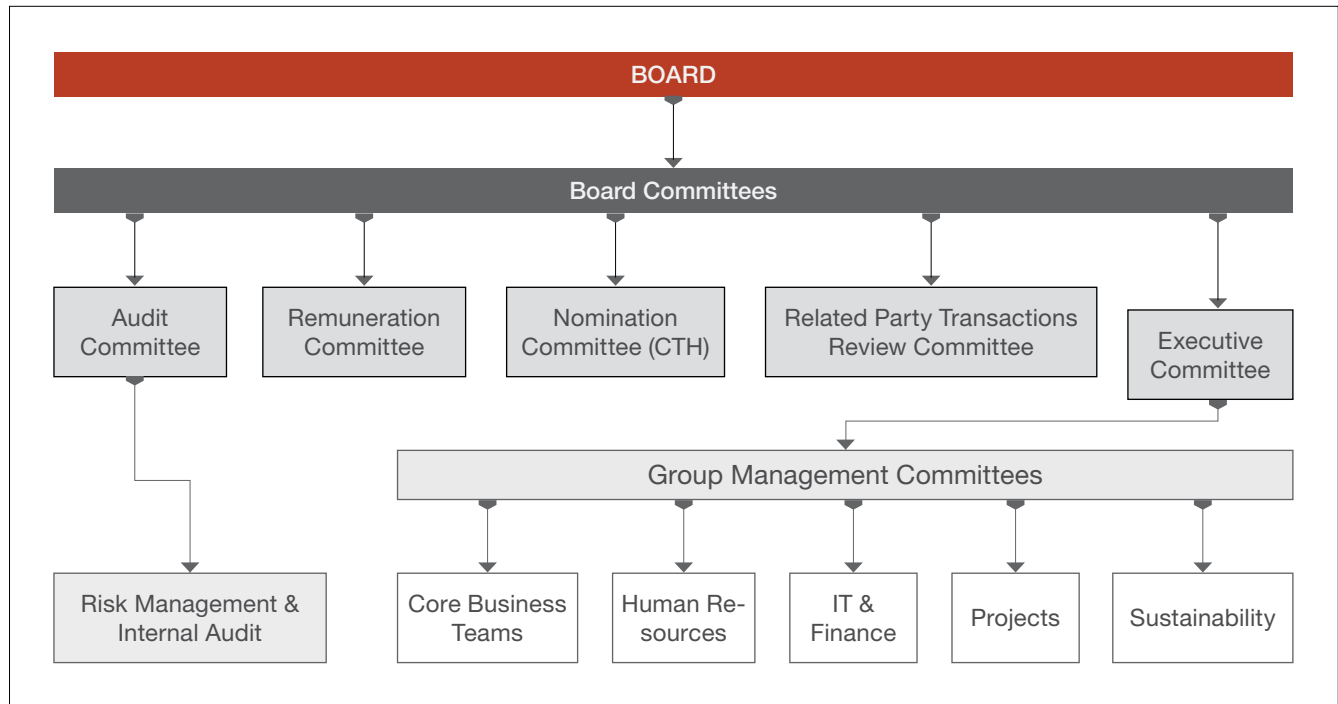 BOARD
Board Committees
Audit
Committee
Remuneration
Committee
Nomination
Committee (CTH)
Related Party Transactions
Review Committee
Executive
Committee
Group Management Committees
Risk Management &
Internal Audit
Core Business
Teams
Human Re-
sources
IT &
Finance
Projects
Sustainability